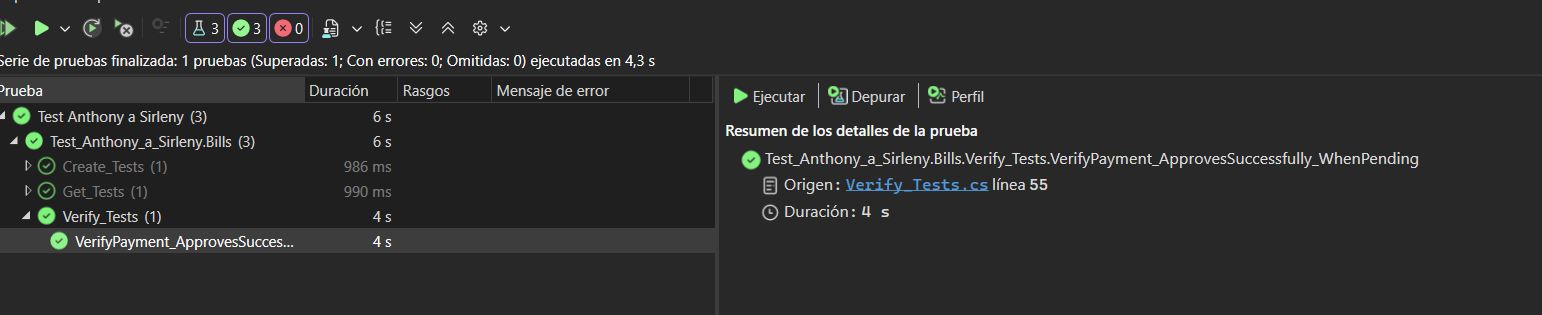 3 3 0
Serie de pruebas finalizada: 1 pruebas (Superadas: 1; Con errores: 0; Omitidas: 0) ejecutadas en 4,3 s
Prueba Duración Rasgos Mensaje de error
Test Anthony a Sirleny (3) 6 s
Test_Anthony_a_Sirleny.Bills (3) 6 s
Create_Tests (1) 986 ms
Get_Tests (1) 990 ms
Verify_Tests (1) 4 s
VerifyPayment_ApprovesSucces... 4 s
Ejecutar Depurar Perfil
Resumen de los detalles de la prueba
Test_Anthony_a_Sirleny.Bills.Verify_Tests.VerifyPayment_ApprovesSuccessfully_WhenPending
Origen: Verify_Tests.cs línea 55
Duración: 4 s